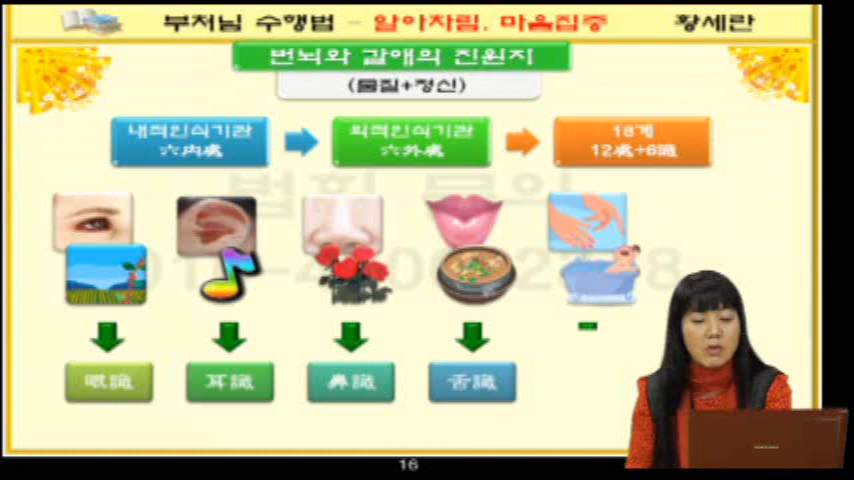 부처님 수행법 - 알아차림, 마음집중 황세란
번뇌와 갈애의 진원지
(물질+정신)
내적인식기관
六內處
외적인식기관
六外處
18계
12處+6識
眼識
耳識
鼻識
舌識
16